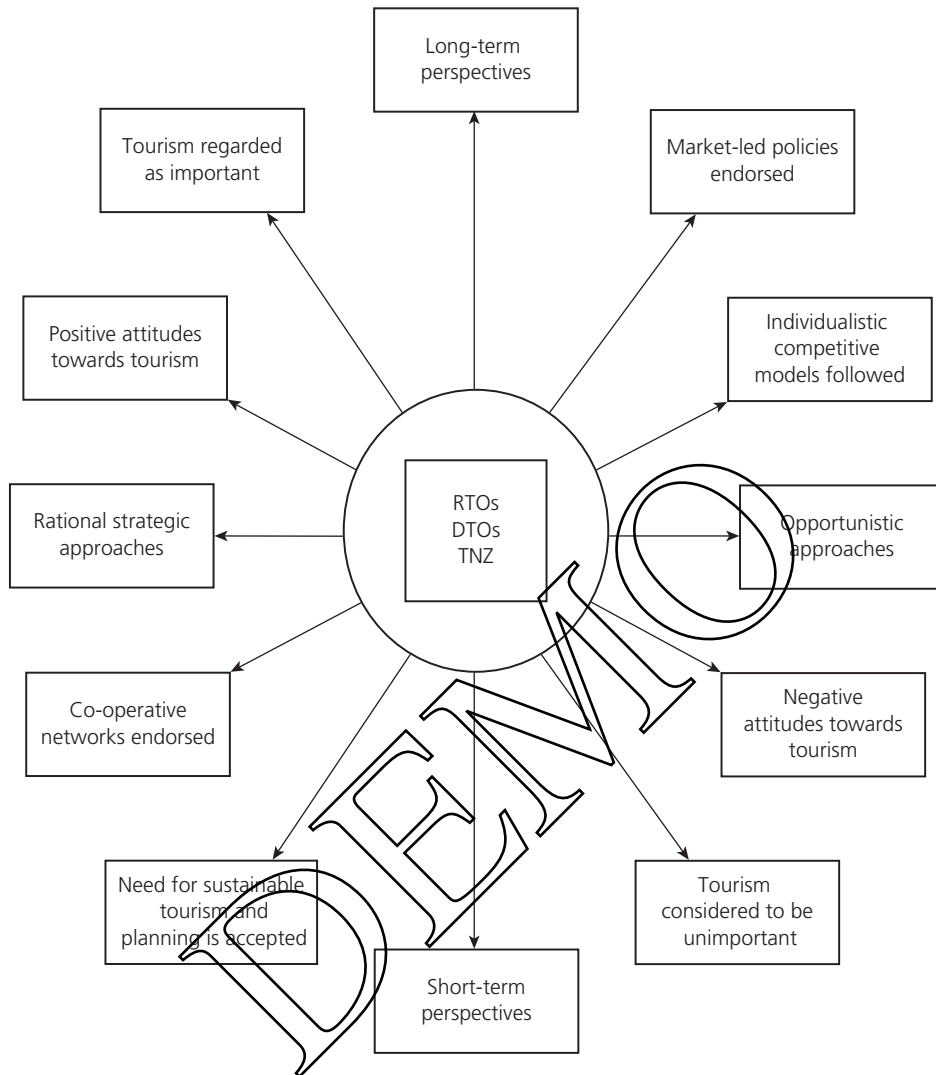 Long-term
perspectives
Tourism regarded
as important
Market-led policies
endorsed
Positive attitudes
towards tourism
Individualistic
competitive
models followed
Rational strategic
approaches
RTOs
DTOs
TNZ
Opportunistic
approaches
Co-operative
networks endorsed
Negative
attitudes towards
tourism
Need for sustainable
tourism and
planning is accepted
Tourism
considered to be
unimportant
Short-term
perspectives
DEMO